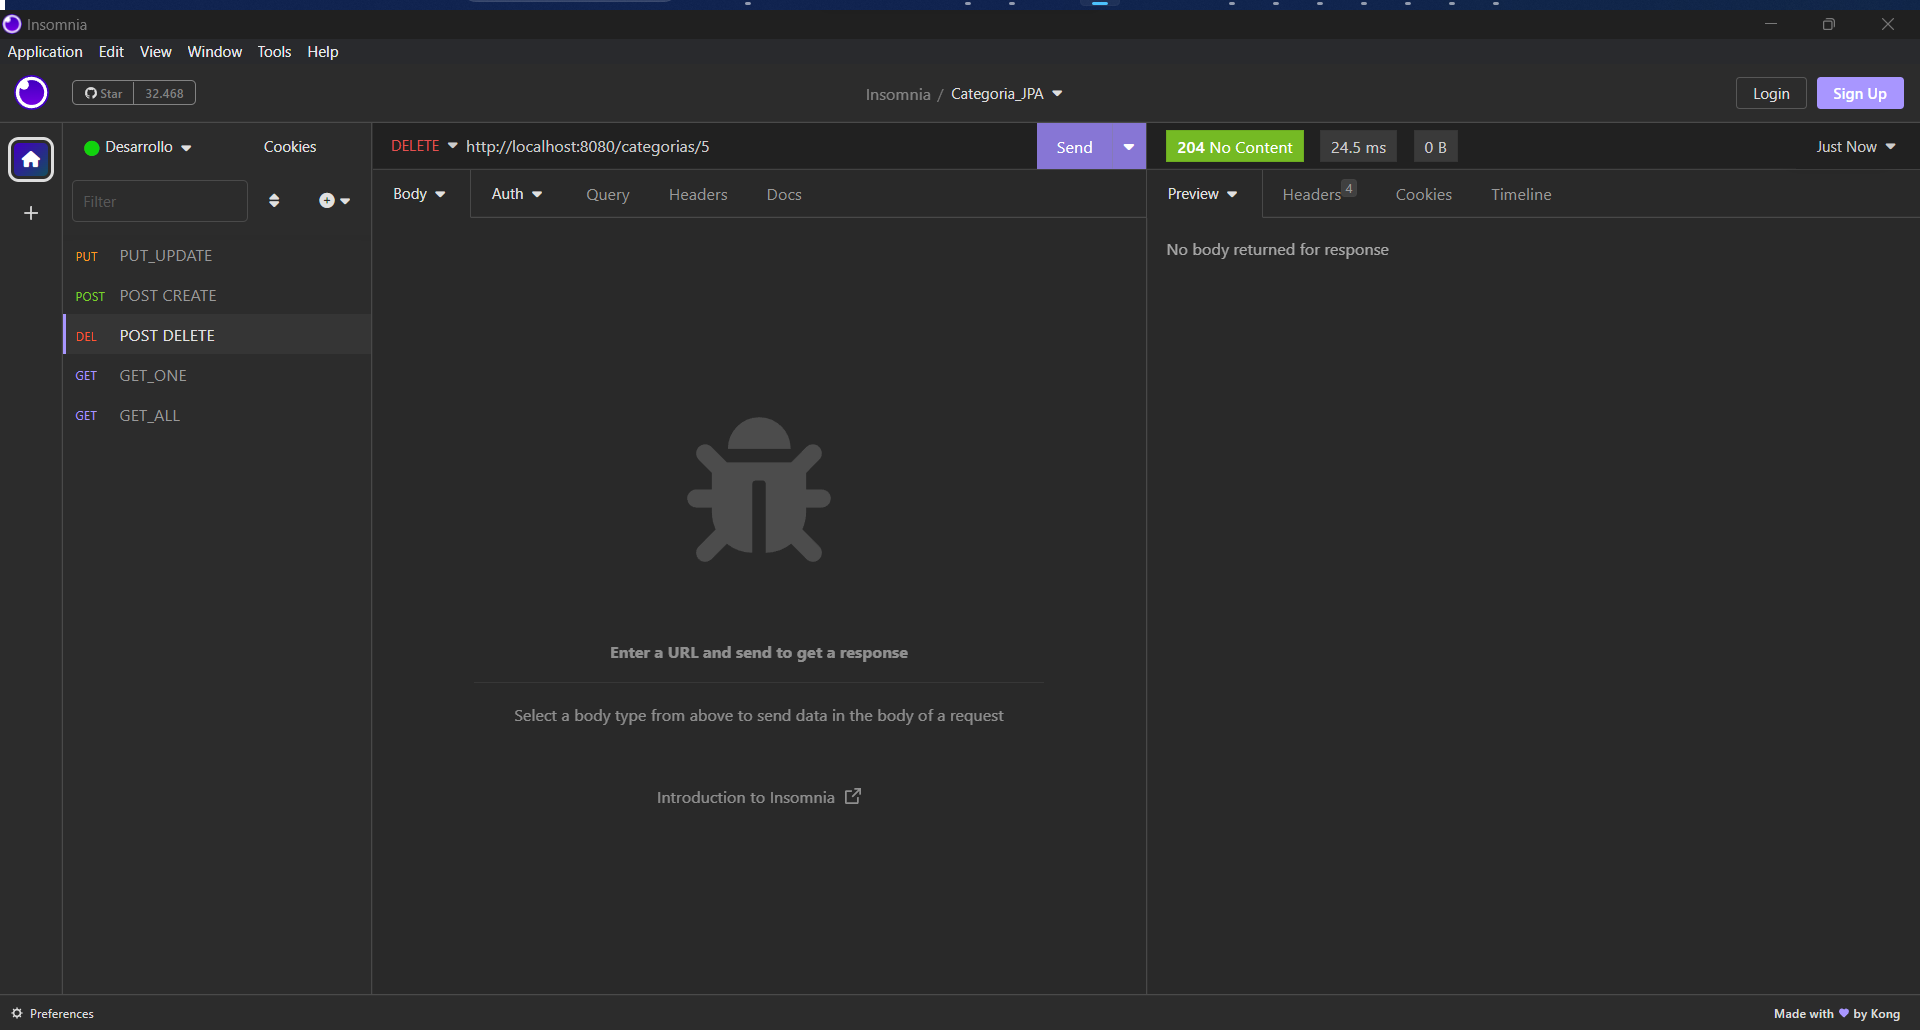 Insomnia
Application Edit View Window Tools Help
Star 32.468
Insomnia / Categoria_JPA
Login Sign Up
Desarrollo Cookies
DELETE http://localhost:8080/categorias/5 Send
204 No Content 24.5 ms 0 B Just Now
Filter
Body Auth Query Headers Docs
Preview Headers 4 Cookies Timeline
PUT PUT_UPDATE
POST POST CREATE
DEL POST DELETE
GET GET_ONE
GET GET_ALL
No body returned for response
Enter a URL and send to get a response
Select a body type from above to send data in the body of a request
Introduction to Insomnia
Preferences
Made with by Kong